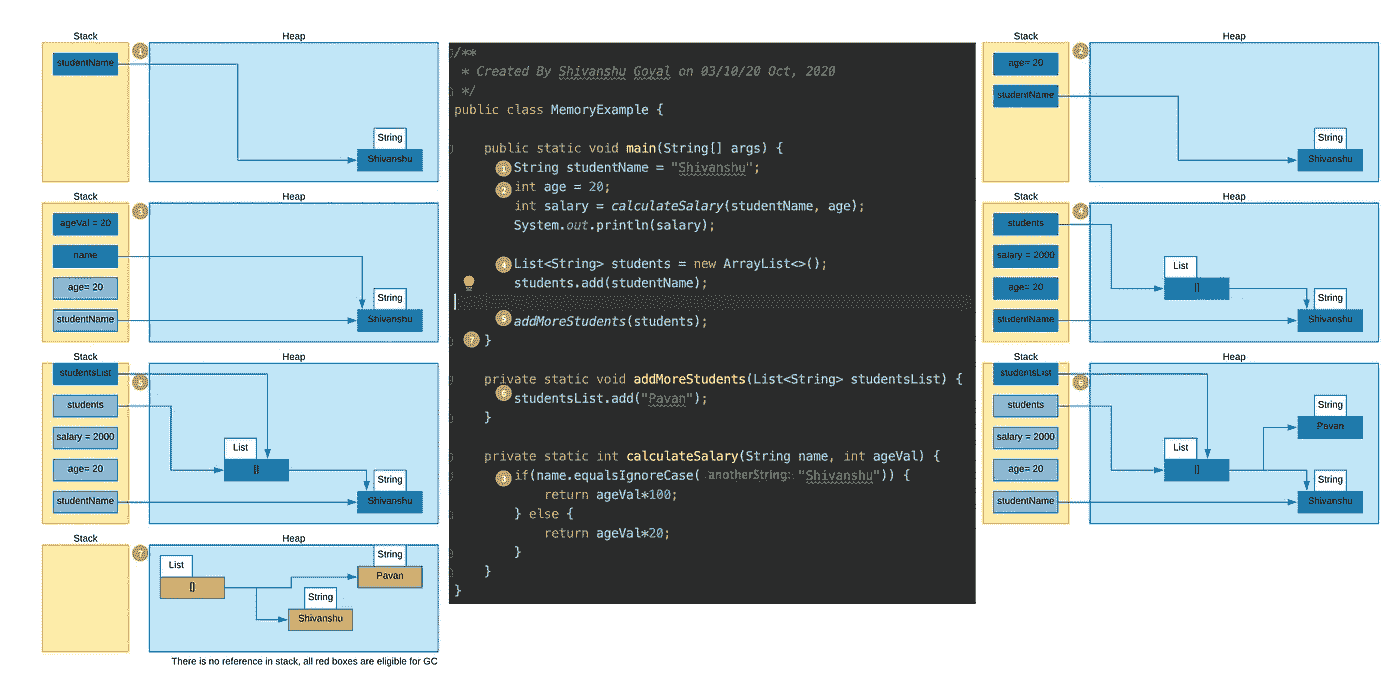 Stack
Heap
1
studentName
String
Shivanshu
Stack
Heap
3
ageVal = 20
name
age= 20
studentName
String
Shivanshu
Stack
Heap
5
studentsList
students
salary = 2000
age= 20
studentName
List
[]
String
Shivanshu
Stack
Heap
7
List
[]
String
Pavan
String
Shivanshu
There is no reference in stack, all red boxes are eligible for GC
/**
* Created By Shivanshu Goyal on 03/10/20 Oct, 2020
*/
public class MemoryExample {
public static void main(String[] args) {
1 String studentName = "Shivanshu";
2 int age = 20;
int salary = calculateSalary(studentName, age);
System.out.println(salary);
4 List<String> students = new ArrayList<>();
students.add(studentName);
5 addMoreStudents(students);
7 }
private static void addMoreStudents(List<String> studentsList) {
6 studentsList.add("Pavan");
}
private static int calculateSalary(String name, int ageVal) {
3 if(name.equalsIgnoreCase( anotherString: "Shivanshu")) {
return ageVal*100;
} else {
return ageVal*20;
}
}
}
Stack
Heap
2
age= 20
studentName
String
Shivanshu
Stack
Heap
4
students
salary = 2000
age= 20
studentName
List
[]
String
Shivanshu
Stack
Heap
6
studentsList
students
salary = 2000
age= 20
studentName
List
[]
String
Pavan
String
Shivanshu